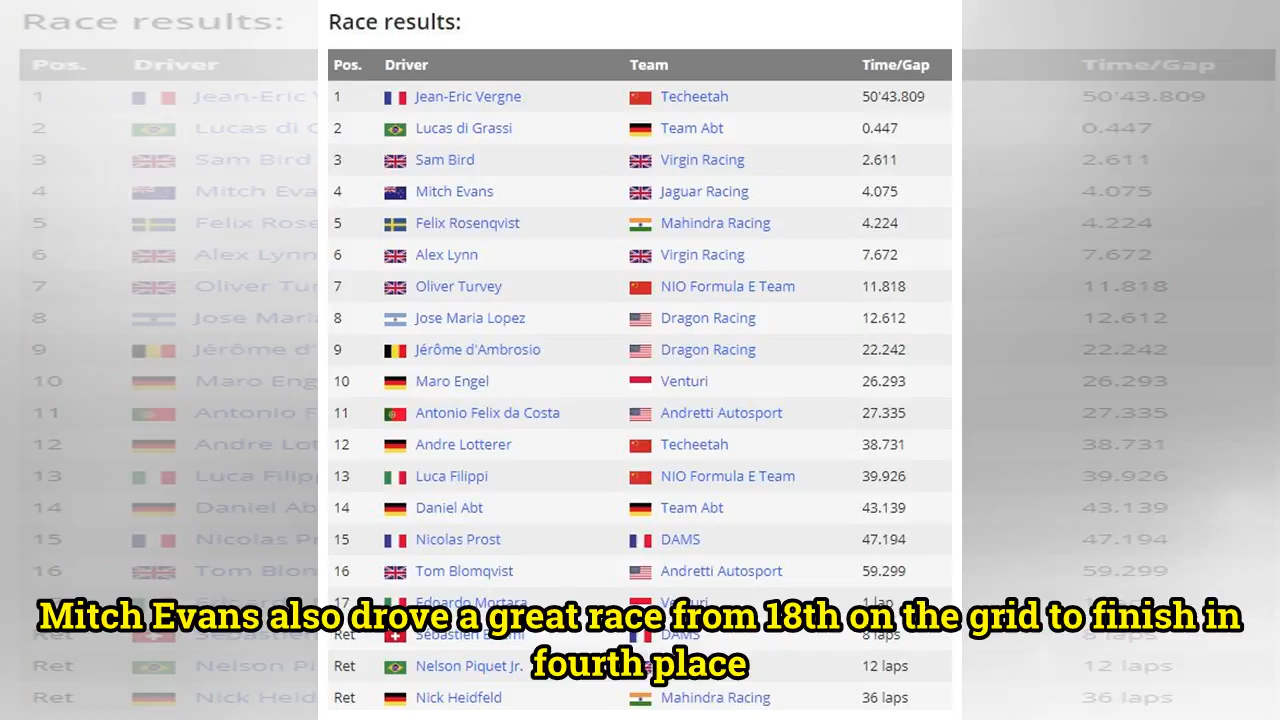 Race results:
Pos. Driver Team Time/Gap
1 Jean-Eric Vergne Techeetah 50'43.809
2 Lucas di Grassi Team Abt 0.447
3 Sam Bird Virgin Racing 2.611
4 Mitch Evans Jaguar Racing 4.075
5 Felix Rosenqvist Mahindra Racing 4.224
6 Alex Lynn Virgin Racing 7.672
7 Oliver Turvey NIO Formula E Team 11.818
8 Jose Maria Lopez Dragon Racing 12.612
9 Jérôme d'Ambrosio Dragon Racing 22.242
10 Maro Engel Venturi 26.293
11 Antonio Felix da Costa Andretti Autosport 27.335
12 Andre Lotterer Techeetah 38.731
13 Luca Filippi NIO Formula E Team 39.926
14 Daniel Abt Team Abt 43.139
15 Nicolas Prost DAMS 47.194
16 Tom Blomqvist Andretti Autosport 59.299
17 Edoardo Mortara Venturi 1 lap
Ret Sebastien DAMS 8 laps
Ret Nelson Piquet Jr. 12 laps
Ret Nick Heidfeld Mahindra Racing 36 laps
Mitch Evans also drove a great race from 18th on the grid to finish in
fourth place